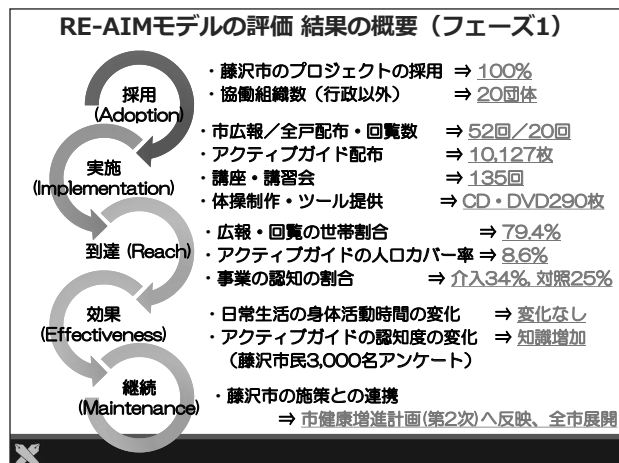 RE-AIMモデルの評価 結果の概要（フェーズ1）
採用
(Adoption)
・藤沢市のプロジェクトの採用 ⇒ 100%
・協働組織数（行政以外） ⇒ 20団体
実施
(Implementation)
・市広報／全戸配布・回覧数 ⇒ 52回／20回
・アクティブガイド配布 ⇒ 10,127枚
・講座・講習会 ⇒ 135回
・体操制作・ツール提供 ⇒ CD・DVD290枚
到達 (Reach)
・広報・回覧の世帯割合 ⇒ 79.4%
・アクティブガイドの人口カバー率 ⇒ 8.6%
・事業の認知の割合 ⇒ 介入34%, 対照25%
効果
(Effectiveness)
・日常生活の身体活動時間の変化 ⇒ 変化なし
・アクティブガイドの認知度の変化 ⇒ 知識増加
（藤沢市民3,000名アンケート）
継続
(Maintenance)
・藤沢市の施策との連携
⇒ 市健康増進計画(第2次)へ反映、全市展開